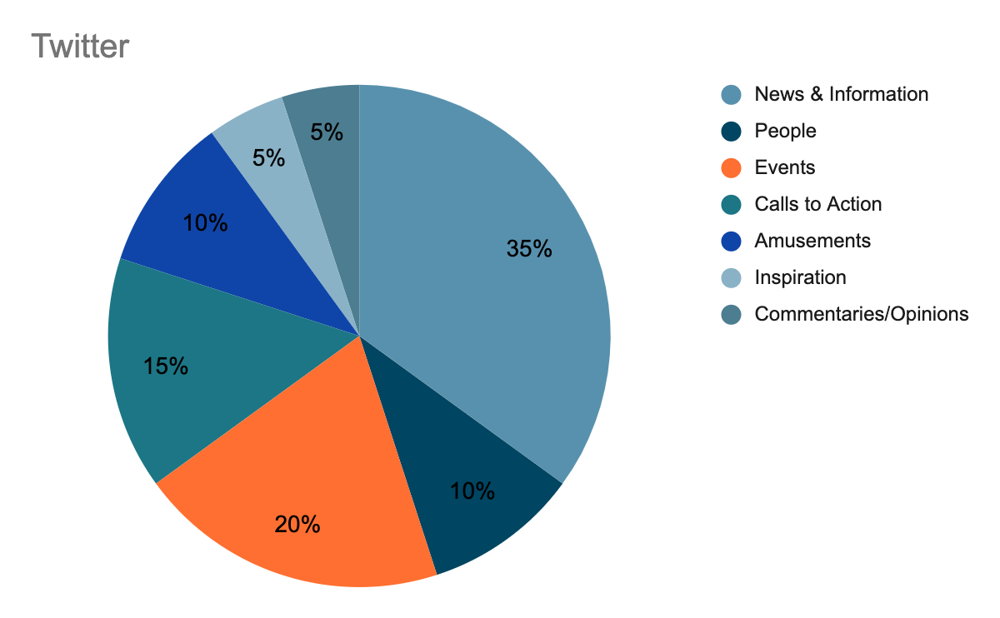 Twitter
News & Information
People
Events
Calls to Action
Amusements
Inspiration
Commentaries/Opinions
5%
5%
10%
35%
15%
10%
20%